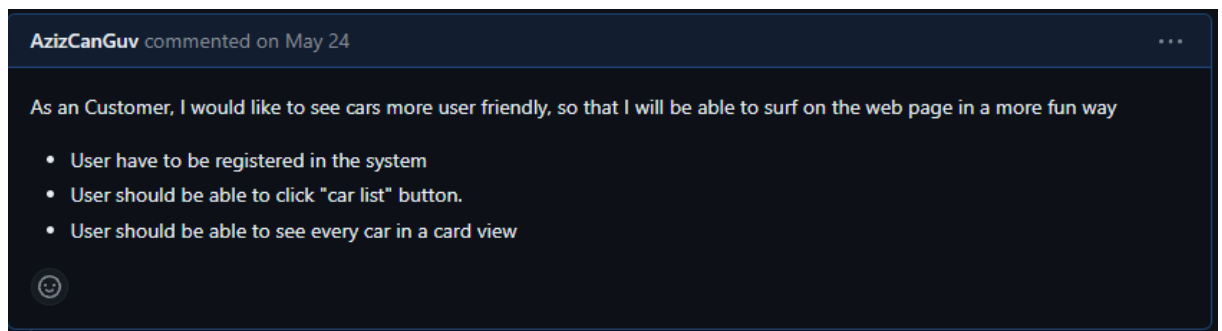 AzizCanGuv commented on May 24
As an Customer, I would like to see cars more user friendly, so that I will be able to surf on the web page in a more fun way
User have to be registered in the system
User should be able to click "car list" button.
User should be able to see every car in a card view